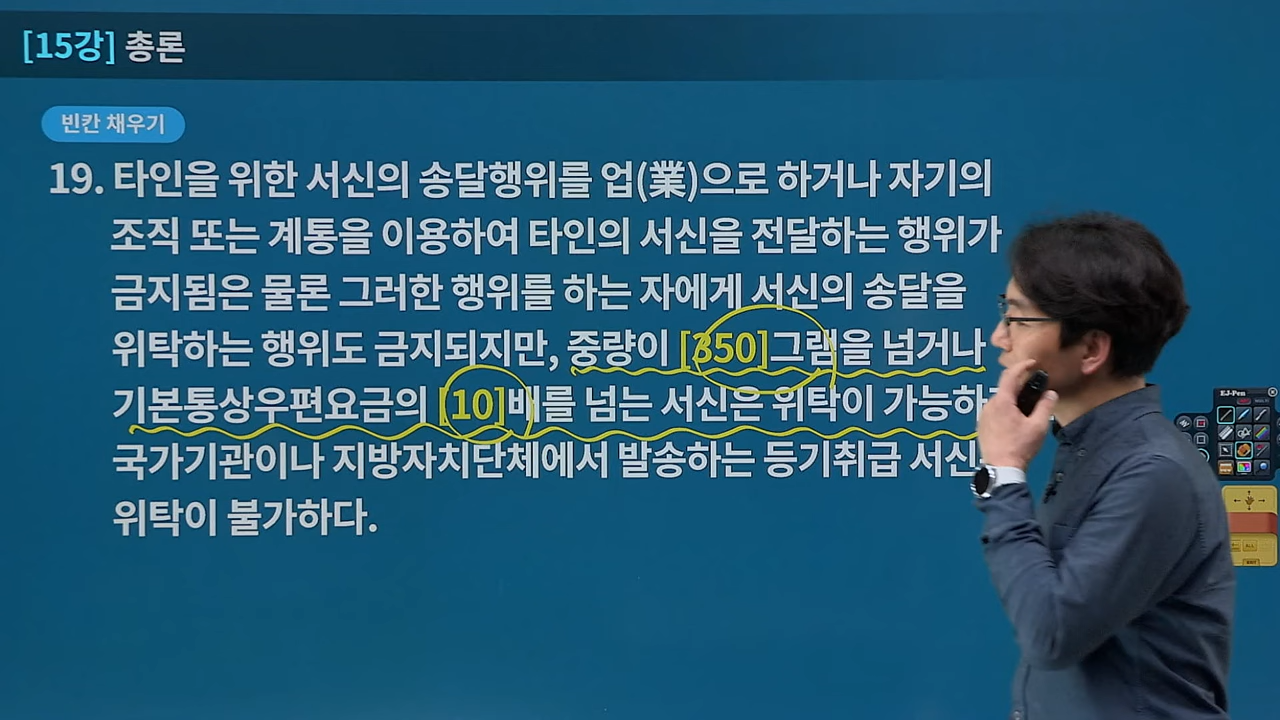 [15강] 총론
빈칸 채우기
19. 타인을 위한 서신의 송달행위를 업(業)으로 하거나 자기의
조직 또는 계통을 이용하여 타인의 서신을 전달하는 행위가
금지됨은 물론 그러한 행위를 하는 자에게 서신의 송달을
위탁하는 행위도 금지되지만, 중량이 [350]그램을 넘거나
기본통상우편요금의 [10]배를 넘는 서신은 위탁이 가능하
국가기관이나 지방자치단체에서 발송하는 등기취급 서신
위탁이 불가하다.
EJ-Pen